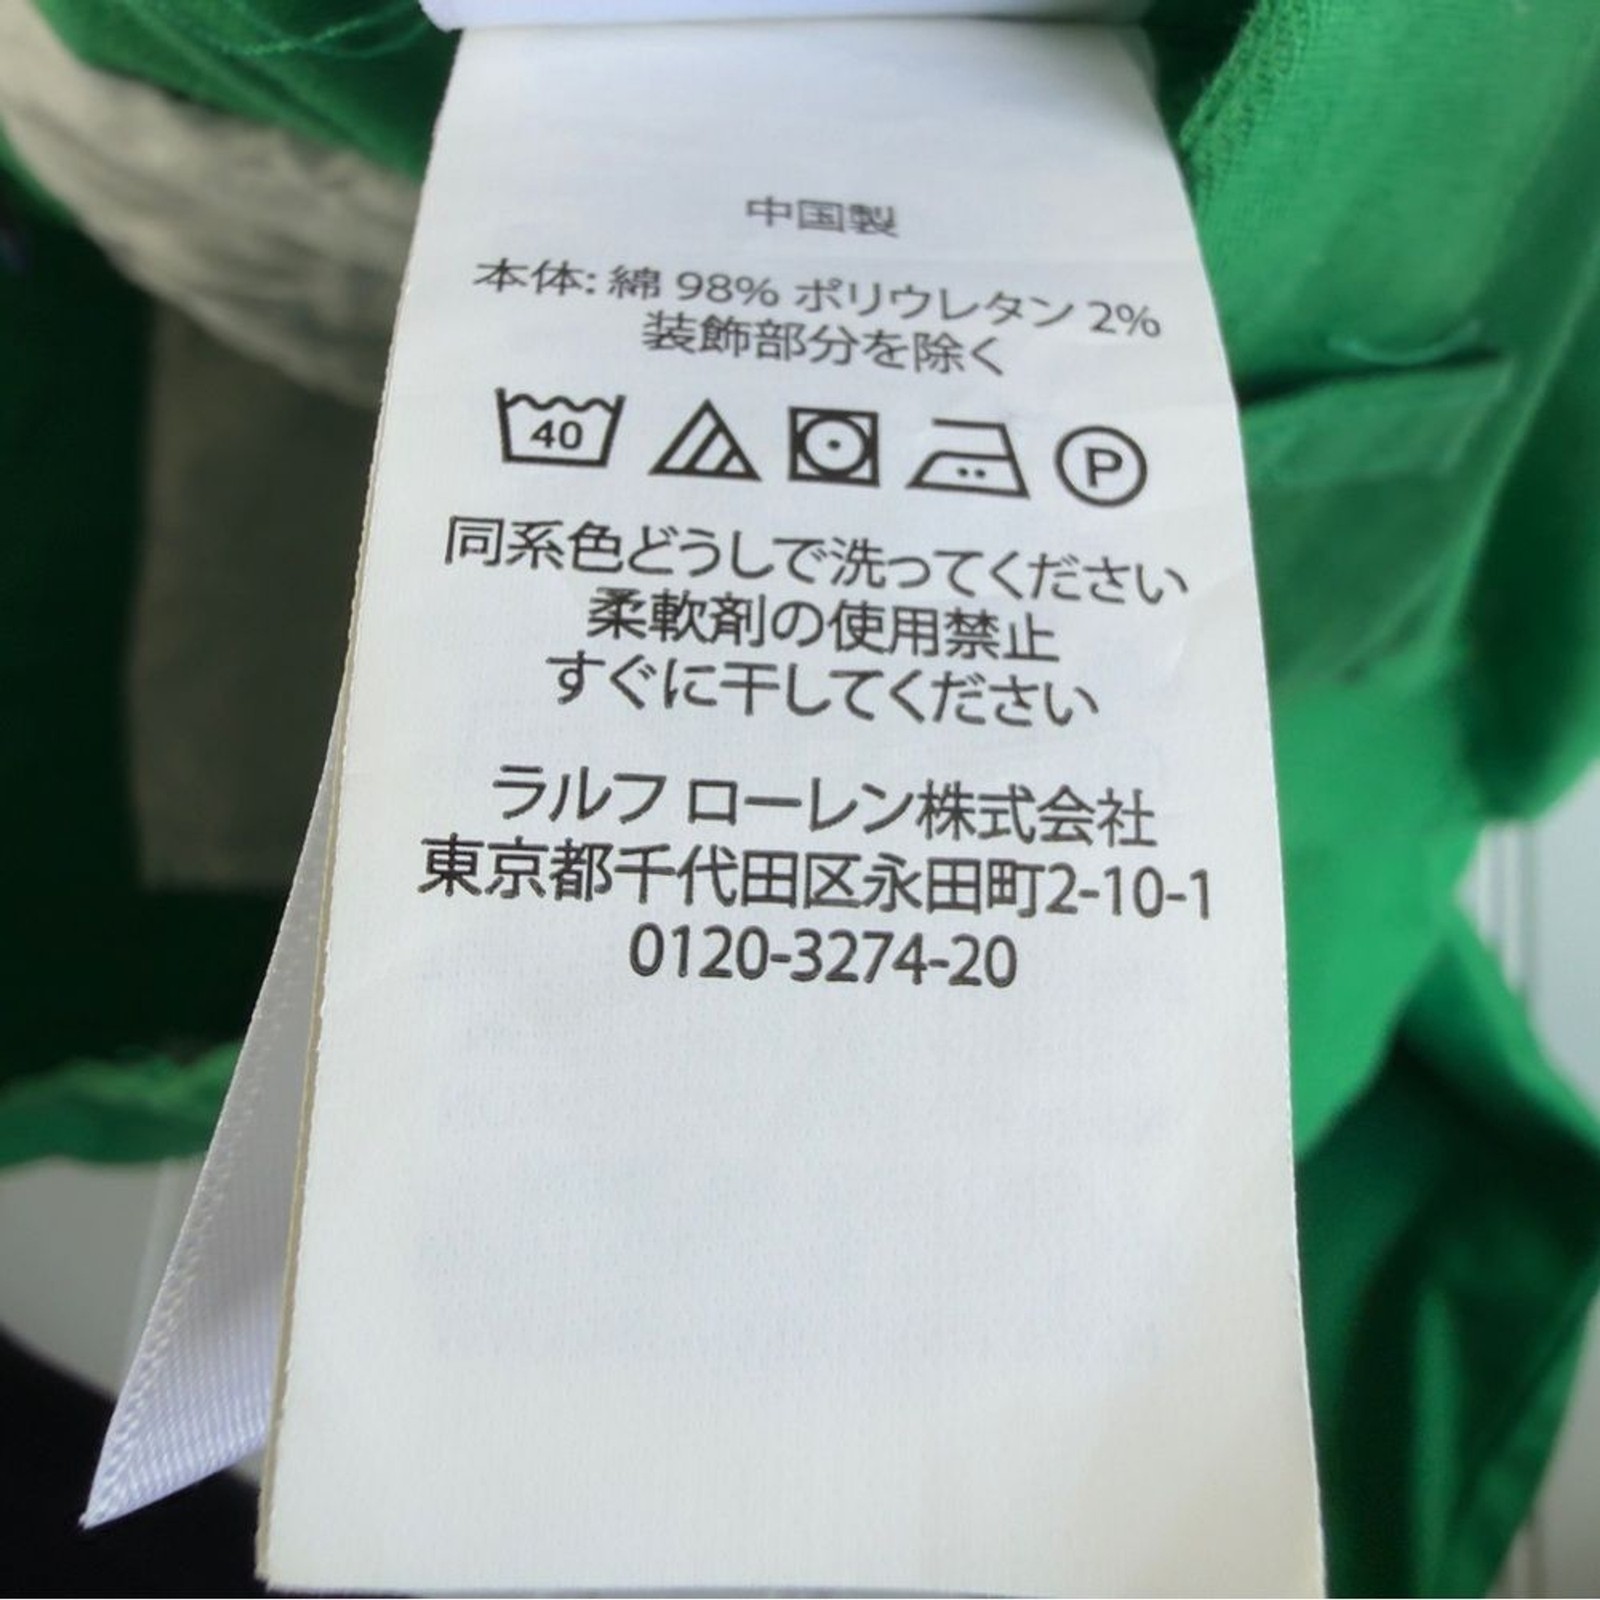 中国製
本体: 綿 98% ポリウレタン 2%
装飾部分を除く
40 P
同系色どうしで洗ってください
柔軟剤の使用禁止
すぐに干してください
ラルフ ローレン株式会社
東京都千代田区永田町2-10-1
0120-3274-20